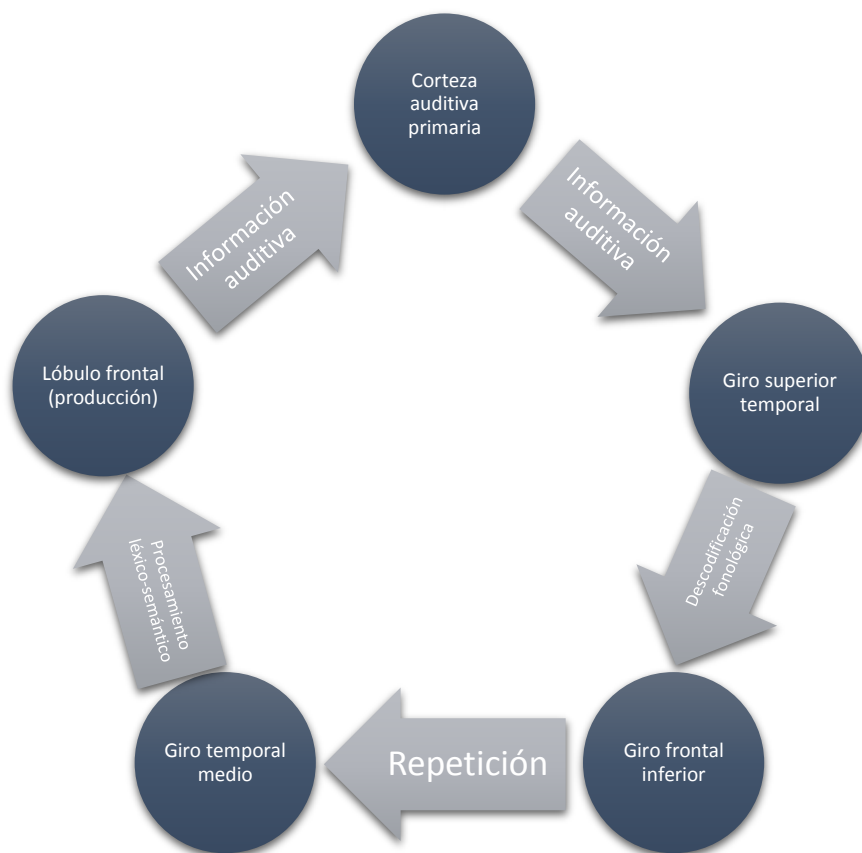 Corteza
auditiva
primaria
Información
auditiva
Giro superior
temporal
Descodificación
fonológica
Giro frontal
inferior
Repetición
Giro temporal
medio
Procesamiento
léxico-semántico
Lóbulo frontal
(producción)
Información
auditiva